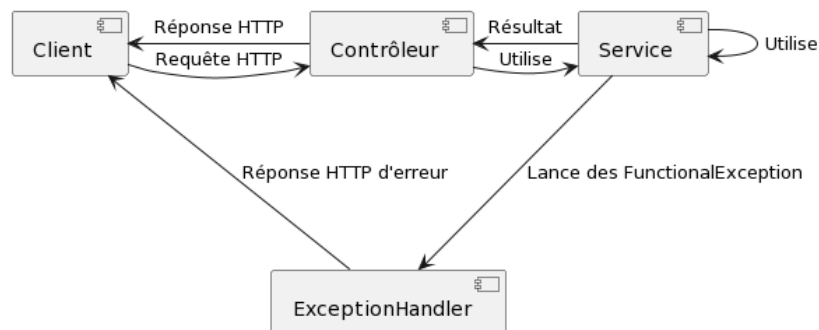 Réponse HTTP
Résultat
Client
Contrôleur
Service
Utilise
Requête HTTP
Utilise
Réponse HTTP d'erreur
Lance des FunctionalException
ExceptionHandler